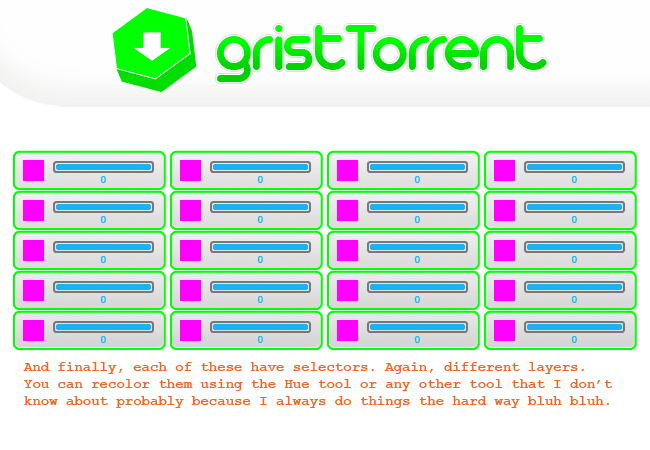 gristTorrent
0 0 0 0
0 0 0 0
0 0 0 0
0 0 0 0
0 0 0 0
And finally, each of these have selectors. Again, different layers.
You can recolor them using the Hue tool or any other tool that I don’t
know about probably because I always do things the hard way bluh bluh.